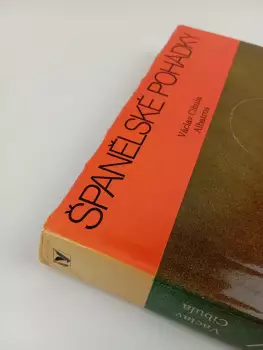 ŠPANĚLSKÉ POHÁDKY
Václav Cibula
Albatros
Václav
Cibula